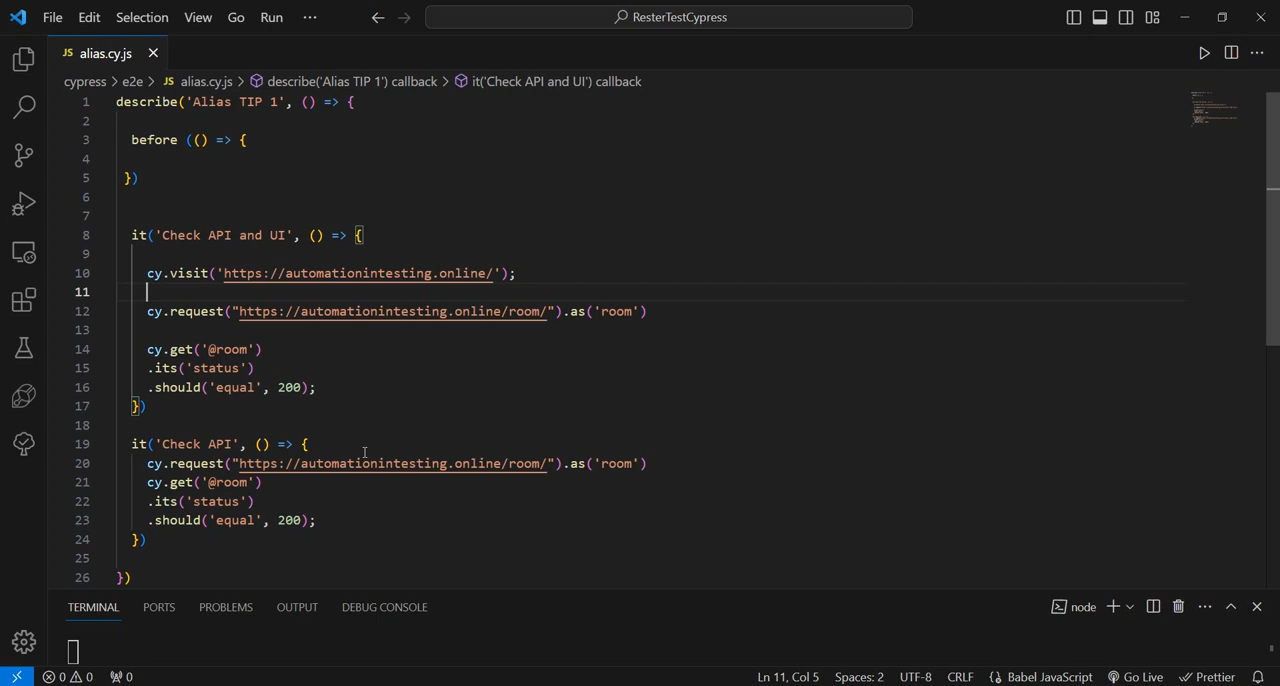 File Edit Selection View Go Run ··· ResterTestCypress
JS alias.cy.js
cypress > e2e > JS alias.cy.js > describe('Alias TIP 1') callback > it('Check API and UI') callback
1 describe('Alias TIP 1', () => {
2
3 before (() => {
4
5 })
6
7
8 it('Check API and UI', () => {
9
10 cy.visit('https://automationintesting.online/');
11
12 cy.request("https://automationintesting.online/room/").as('room')
13
14 cy.get('@room')
15 .its('status')
16 .should('equal', 200);
17 })
18
19 it('Check API', () => {
20 cy.request("https://automationintesting.online/room/").as('room')
21 cy.get('@room')
22 .its('status')
23 .should('equal', 200);
24 })
25
26 })
TERMINAL PORTS PROBLEMS OUTPUT DEBUG CONSOLE node
0 0 0 Ln 11, Col 5 Spaces: 2 UTF-8 CRLF Babel JavaScript Go Live Prettier